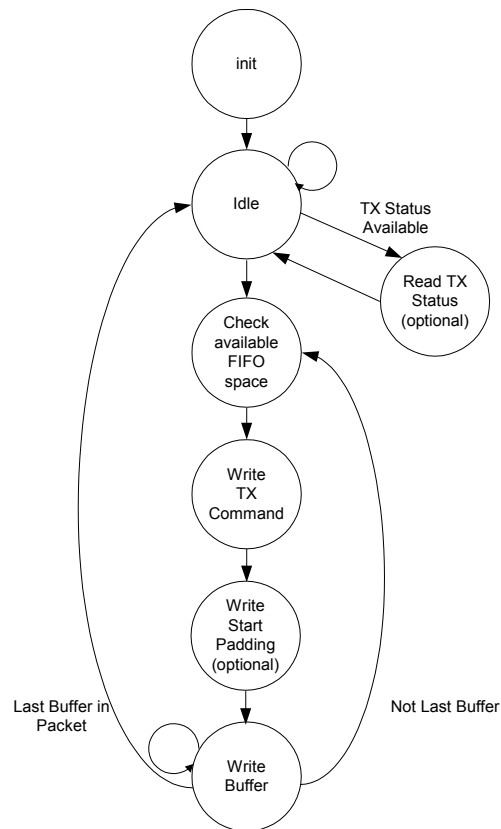 init
Idle
TX Status
Available
Read TX
Status
(optional)
Check
available
FIFO
space
Write
TX
Command
Write
Start
Padding
(optional)
Last Buffer in
Packet
Not Last Buffer
Write
Buffer